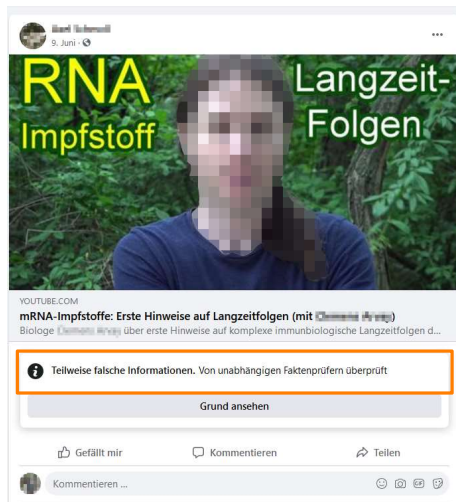 9. Juni ·
RNA
Impfstoff
Langzeit-
Folgen
YOUTUBE.COM
mRNA-Impfstoffe: Erste Hinweise auf Langzeitfolgen (mit )
Biologe über erste Hinweise auf komplexe immunbiologische Langzeitfolgen d...
Teilweise falsche Informationen. Von unabhängigen Faktenprüfern überprüft
Grund ansehen
Gefällt mir
Kommentieren
Teilen
Kommentieren ...
GIF